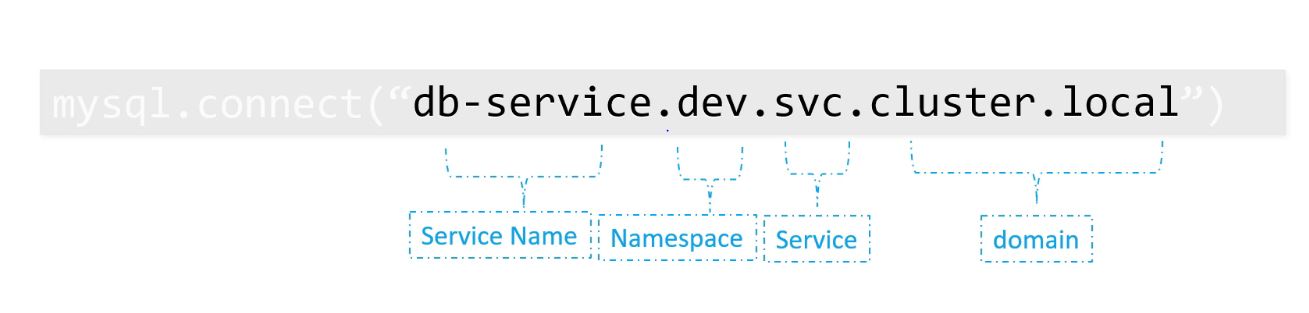 mysql.connect(“db-service.dev.svc.cluster.local”)
Service Name Namespace Service domain